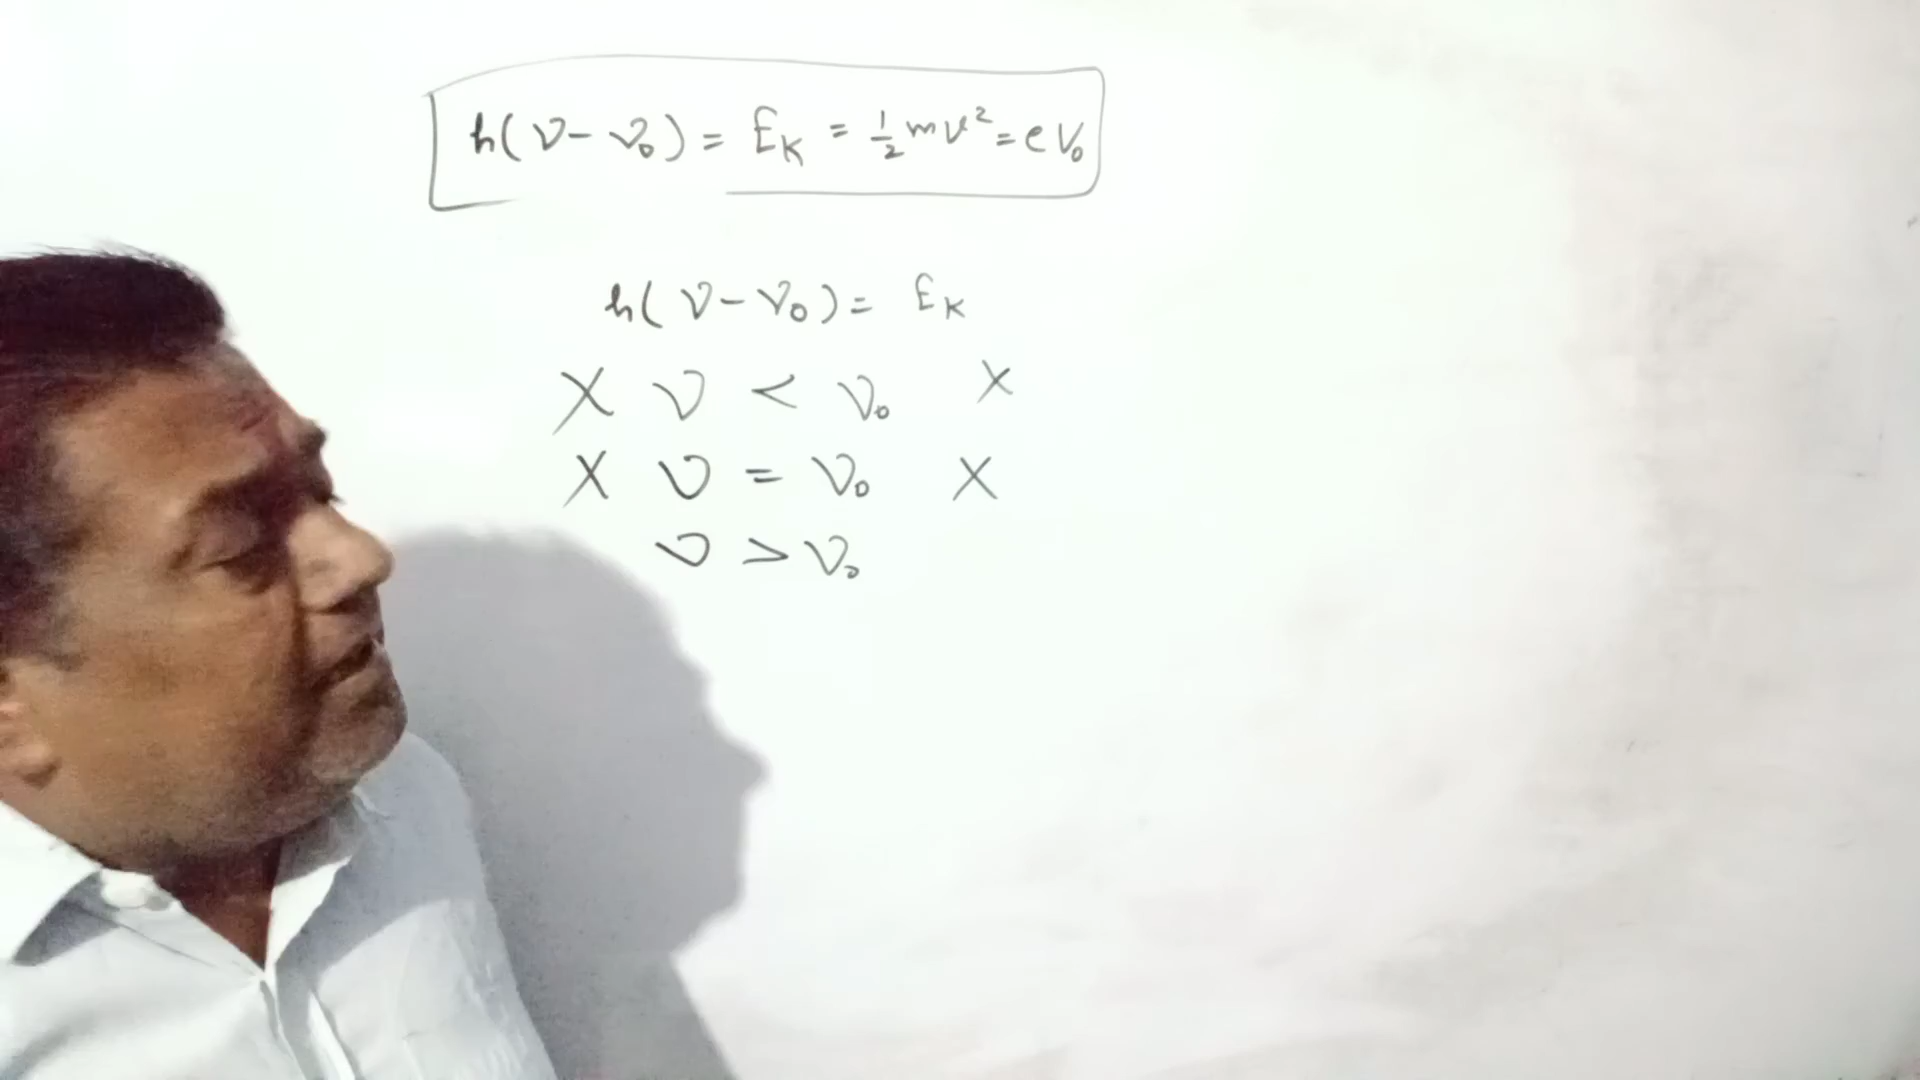 h(ν-ν₀) = E_K = ½mv² = eV₀
h(ν-ν₀) = E_K
X ν < ν₀ X
X ν = ν₀ X
ν > ν₀